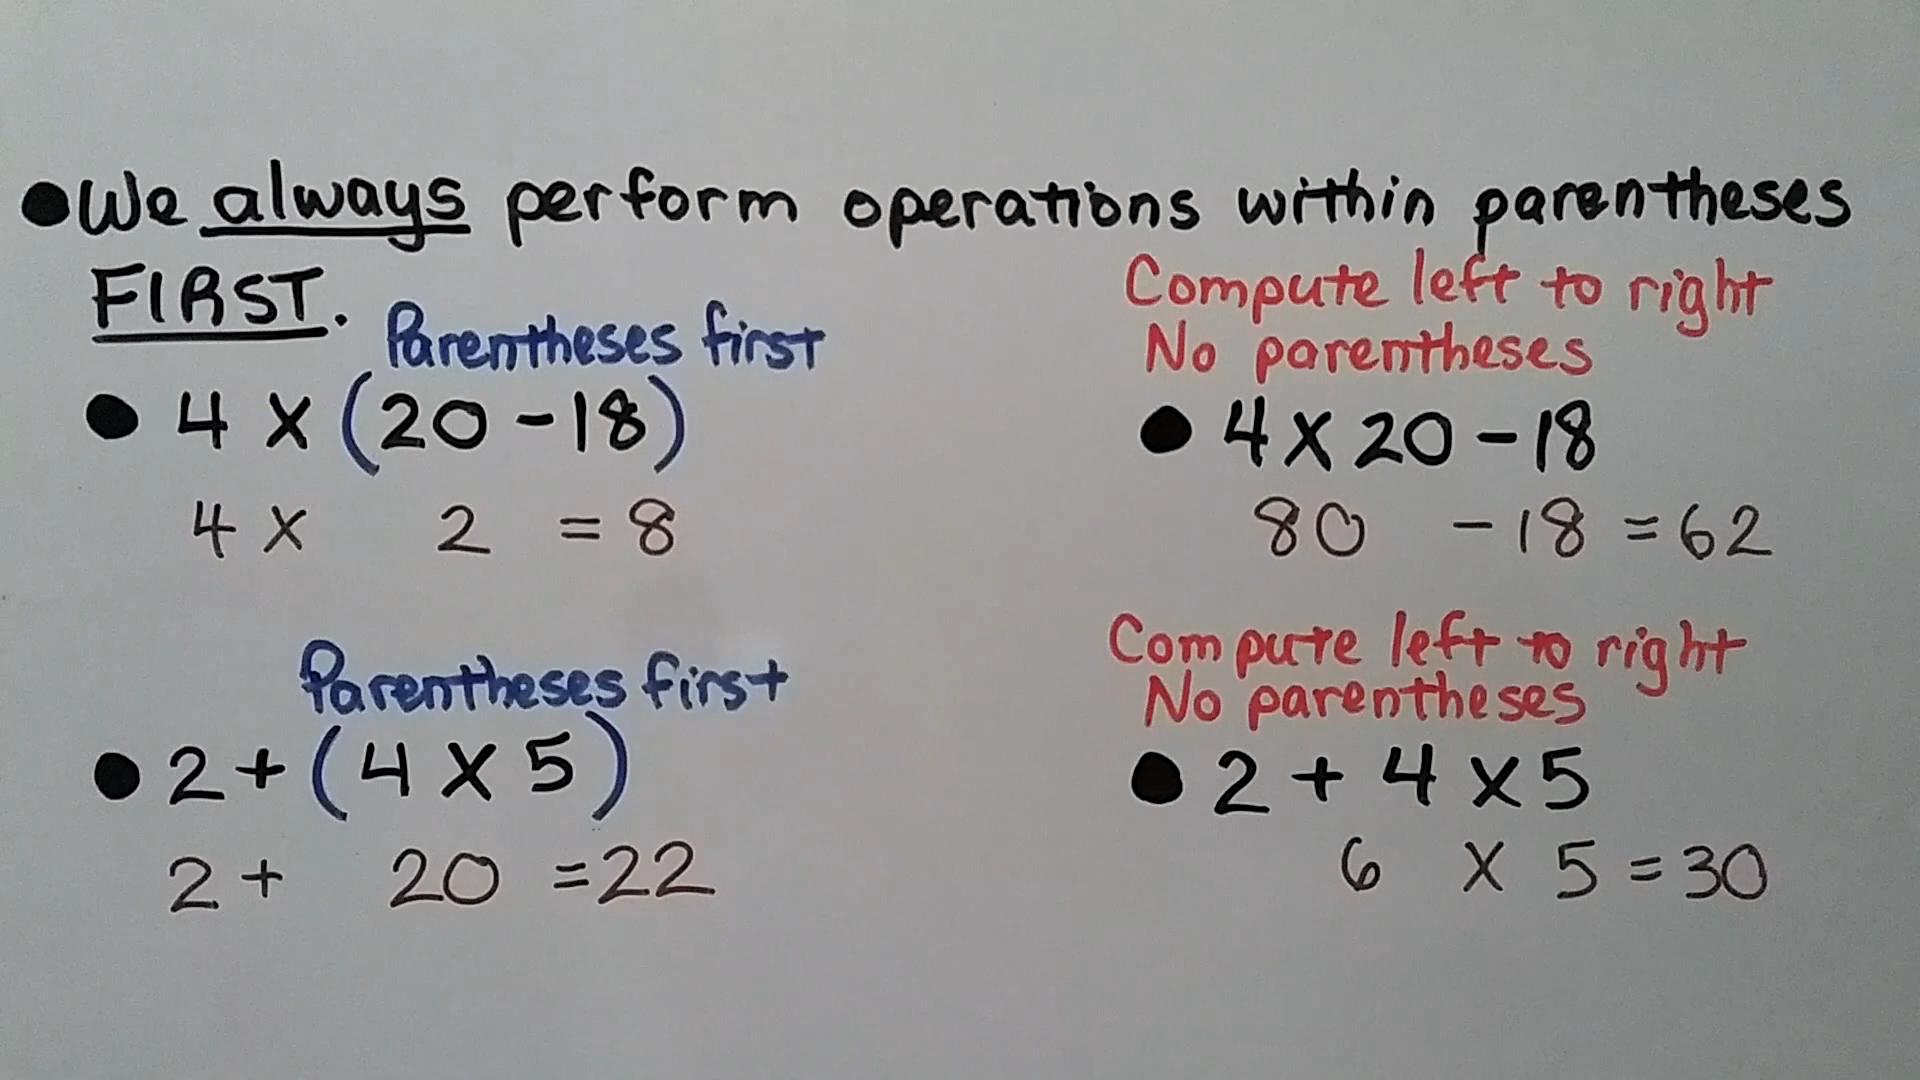 ●We always perform operations within parentheses
FIRST.
Parentheses first
● 4 x (20 - 18)
4 x 2 = 8
Compute left to right
No parentheses
● 4 x 20 - 18
80 - 18 = 62
Parentheses first
● 2 + (4 x 5)
2 + 20 = 22
Compute left to right
No parentheses
● 2 + 4 x 5
6 x 5 = 30